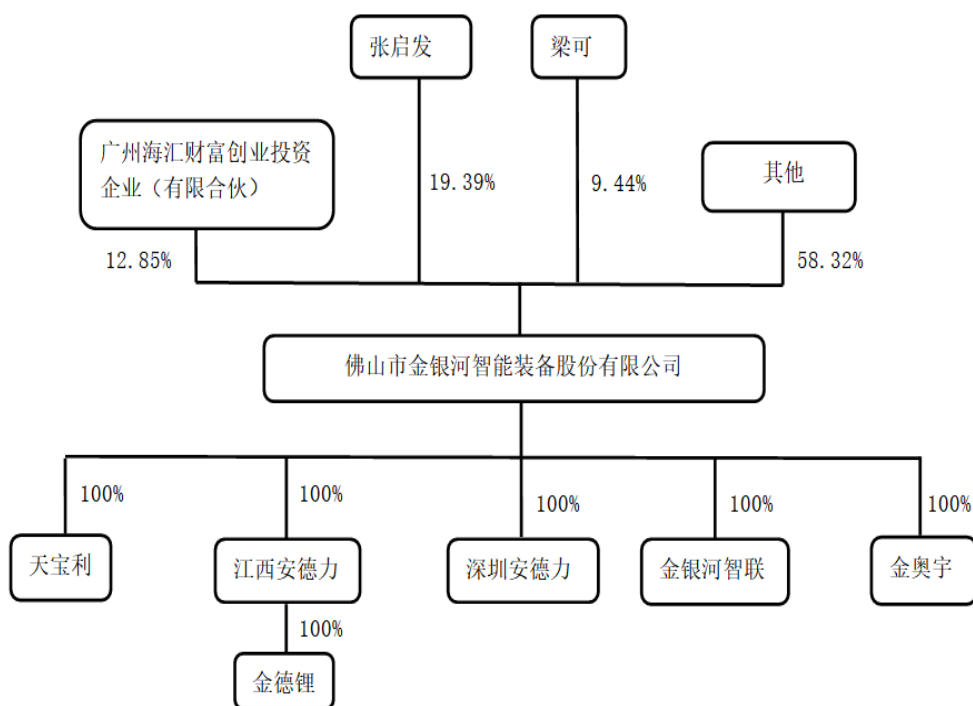 张启发
梁可
广州海汇财富创业投资
企业（有限合伙）
其他
19.39%
9.44%
12.85%
58.32%
佛山市金银河智能装备股份有限公司
100%
100%
100%
100%
100%
天宝利
江西安德力
深圳安德力
金银河智联
金奥宇
100%
金德锂